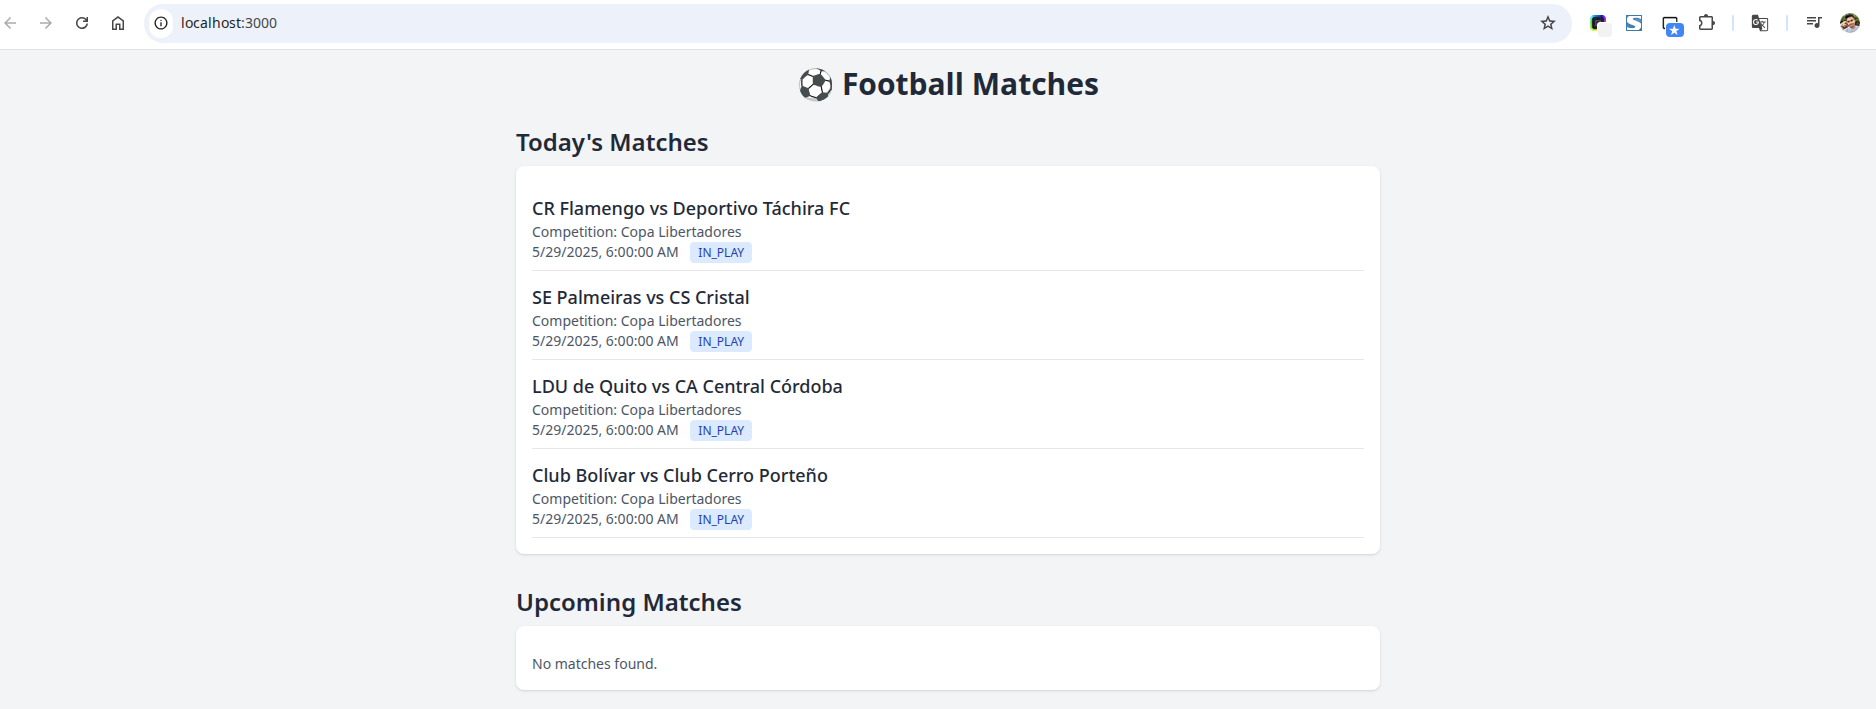 localhost:3000
Football Matches
Today's Matches
CR Flamengo vs Deportivo Táchira FC
Competition: Copa Libertadores
5/29/2025, 6:00:00 AM IN_PLAY
SE Palmeiras vs CS Cristal
Competition: Copa Libertadores
5/29/2025, 6:00:00 AM IN_PLAY
LDU de Quito vs CA Central Córdoba
Competition: Copa Libertadores
5/29/2025, 6:00:00 AM IN_PLAY
Club Bolívar vs Club Cerro Porteño
Competition: Copa Libertadores
5/29/2025, 6:00:00 AM IN_PLAY
Upcoming Matches
No matches found.